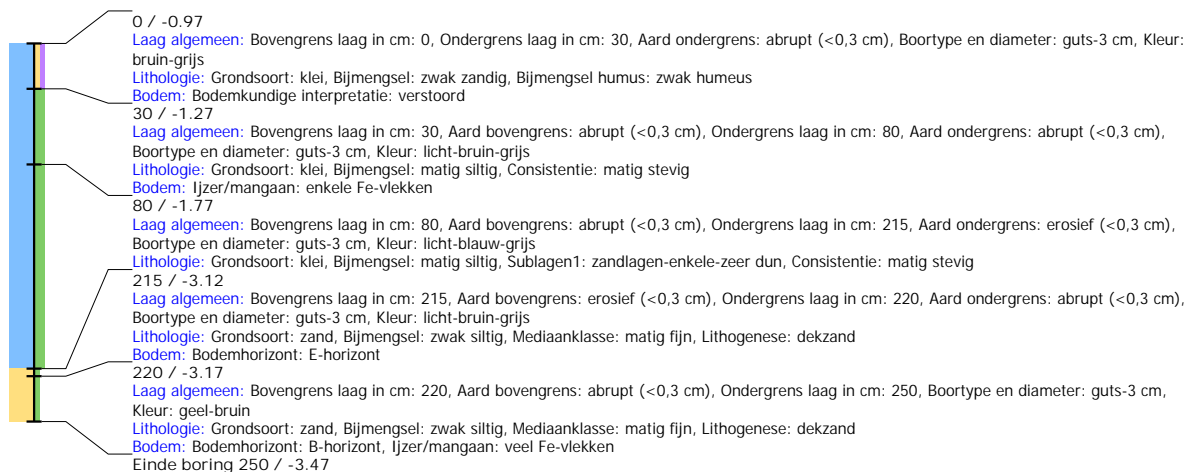 0 / -0.97
Laag algemeen: Bovengrens laag in cm: 0, Ondergrens laag in cm: 30, Aard ondergrens: abrupt (<0,3 cm), Boortype en diameter: guts-3 cm, Kleur:
bruin-grijs
Lithologie: Grondsoort: klei, Bijmengsel: zwak zandig, Bijmengsel humus: zwak humeus
Bodem: Bodemkundige interpretatie: verstoord
30 / -1.27
Laag algemeen: Bovengrens laag in cm: 30, Aard bovengrens: abrupt (<0,3 cm), Ondergrens laag in cm: 80, Aard ondergrens: abrupt (<0,3 cm),
Boortype en diameter: guts-3 cm, Kleur: licht-bruin-grijs
Lithologie: Grondsoort: klei, Bijmengsel: matig siltig, Consistentie: matig stevig
Bodem: Ijzer/mangaan: enkele Fe-vlekken
80 / -1.77
Laag algemeen: Bovengrens laag in cm: 80, Aard bovengrens: abrupt (<0,3 cm), Ondergrens laag in cm: 215, Aard ondergrens: erosief (<0,3 cm),
Boortype en diameter: guts-3 cm, Kleur: licht-blauw-grijs
Lithologie: Grondsoort: klei, Bijmengsel: matig siltig, Sublagen1: zandlagen-enkele-zeer dun, Consistentie: matig stevig
215 / -3.12
Laag algemeen: Bovengrens laag in cm: 215, Aard bovengrens: erosief (<0,3 cm), Ondergrens laag in cm: 220, Aard ondergrens: abrupt (<0,3 cm),
Boortype en diameter: guts-3 cm, Kleur: licht-bruin-grijs
Lithologie: Grondsoort: zand, Bijmengsel: zwak siltig, Mediaanklasse: matig fijn, Lithogenese: dekzand
Bodem: Bodemhorizont: E-horizont
220 / -3.17
Laag algemeen: Bovengrens laag in cm: 220, Aard bovengrens: abrupt (<0,3 cm), Ondergrens laag in cm: 250, Boortype en diameter: guts-3 cm,
Kleur: geel-bruin
Lithologie: Grondsoort: zand, Bijmengsel: zwak siltig, Mediaanklasse: matig fijn, Lithogenese: dekzand
Bodem: Bodemhorizont: B-horizont, Ijzer/mangaan: veel Fe-vlekken
Einde boring 250 / -3.47